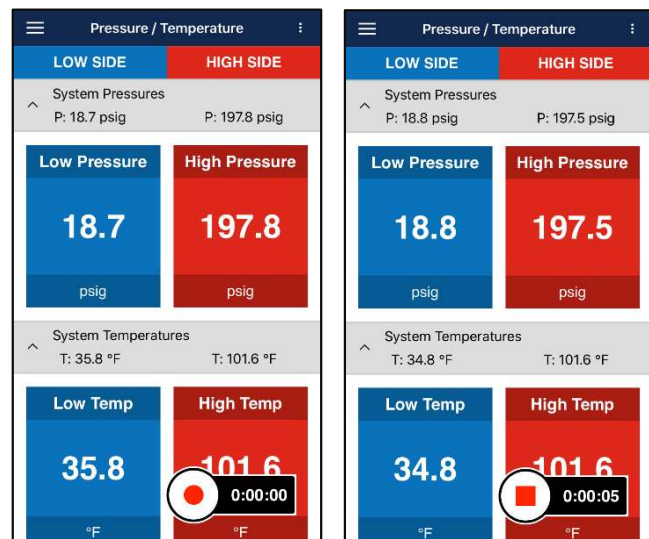 Pressure / Temperature
LOW SIDE HIGH SIDE
System Pressures
P: 18.7 psig P: 197.8 psig
Low Pressure High Pressure
18.7 197.8
psig psig
System Temperatures
T: 35.8 °F T: 101.6 °F
Low Temp High Temp
35.8 101.6
0:00:00
°F °F
Pressure / Temperature
LOW SIDE HIGH SIDE
System Pressures
P: 18.8 psig P: 197.5 psig
Low Pressure High Pressure
18.8 197.5
psig psig
System Temperatures
T: 34.8 °F T: 101.6 °F
Low Temp High Temp
34.8 101.6
0:00:05
°F °F